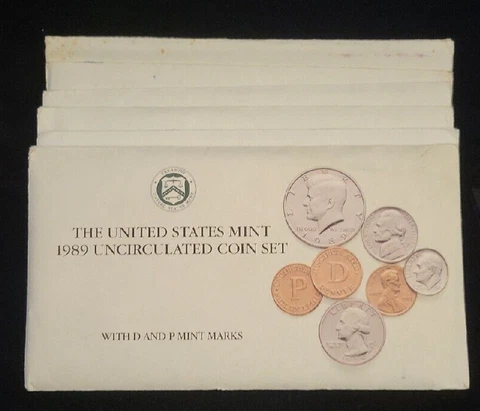 THE UNITED STATES MINT
1989 UNCIRCULATED COIN SET
P
D
WITH D AND P MINT MARKS